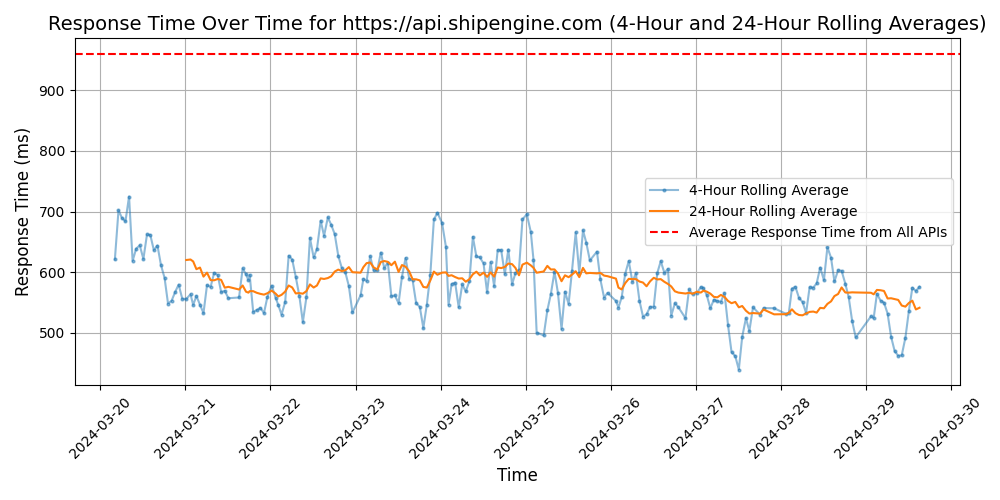 Response Time Over Time for https://api.shipengine.com (4-Hour and 24-Hour Rolling Averages)
Response Time (ms)
900
800
700
600
500
4-Hour Rolling Average
24-Hour Rolling Average
Average Response Time from All APIs
2024-03-20
2024-03-21
2024-03-22
2024-03-23
2024-03-24
2024-03-25
2024-03-26
2024-03-27
2024-03-28
2024-03-29
2024-03-30
Time